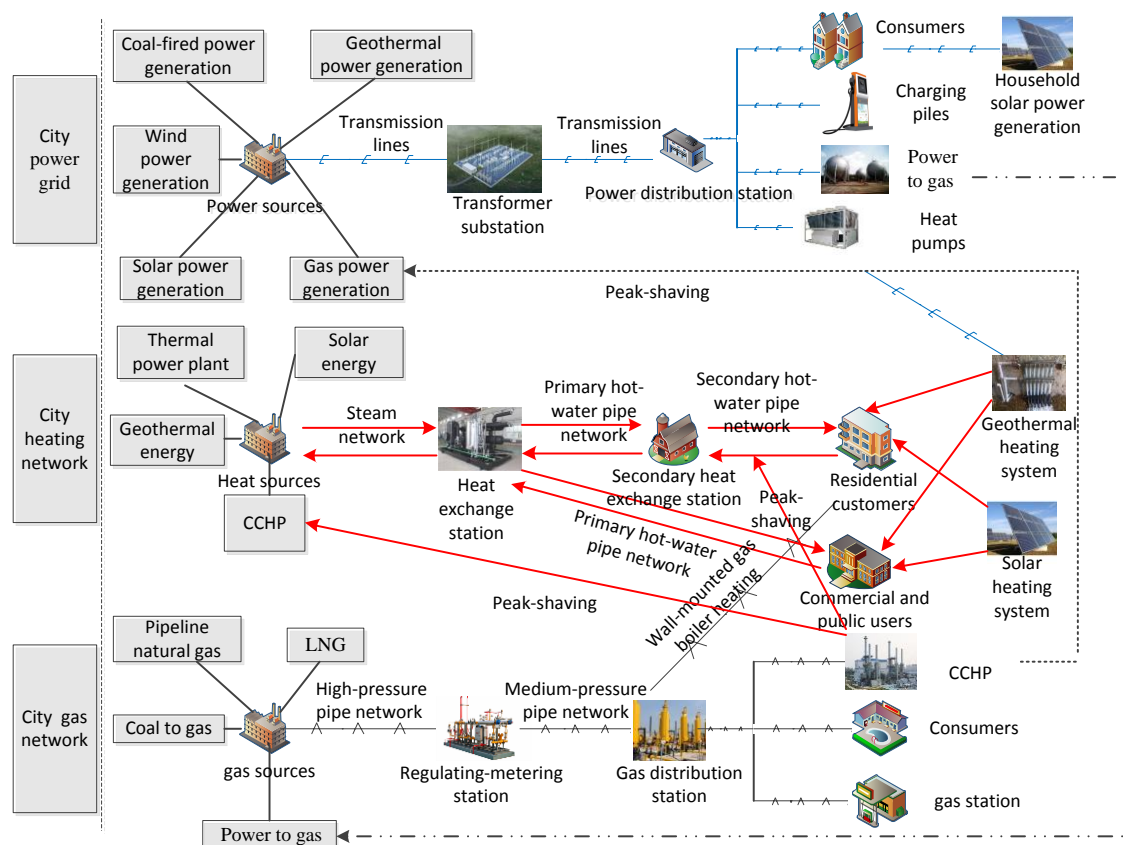 City
power
grid
Coal-fired power
generation
Geothermal
power generation
Wind
power
generation
Power sources
Solar power
generation
Gas power
generation
Transmission
lines
Transformer
substation
Transmission
lines
Power distribution station
Consumers
Household
solar power
generation
Charging
piles
Power
to gas
Heat
pumps
Peak-shaving
City
heating
network
Thermal
power plant
Solar
energy
Geothermal
energy
Heat sources
CCHP
Steam
network
Heat
exchange
station
Primary hot-
water pipe
network
Secondary heat
exchange station
Secondary hot-
water pipe
network
Residential
customers
Geothermal
heating
system
Peak-
shaving
Primary hot-water
pipe network
Commercial and
public users
Solar
heating
system
Wall-mounted gas
boiler heating
Peak-shaving
City gas
network
Pipeline
natural gas
LNG
Coal to gas
gas sources
Power to gas
High-pressure
pipe network
Regulating-metering
station
Medium-pressure
pipe network
Gas distribution
station
CCHP
Consumers
gas station